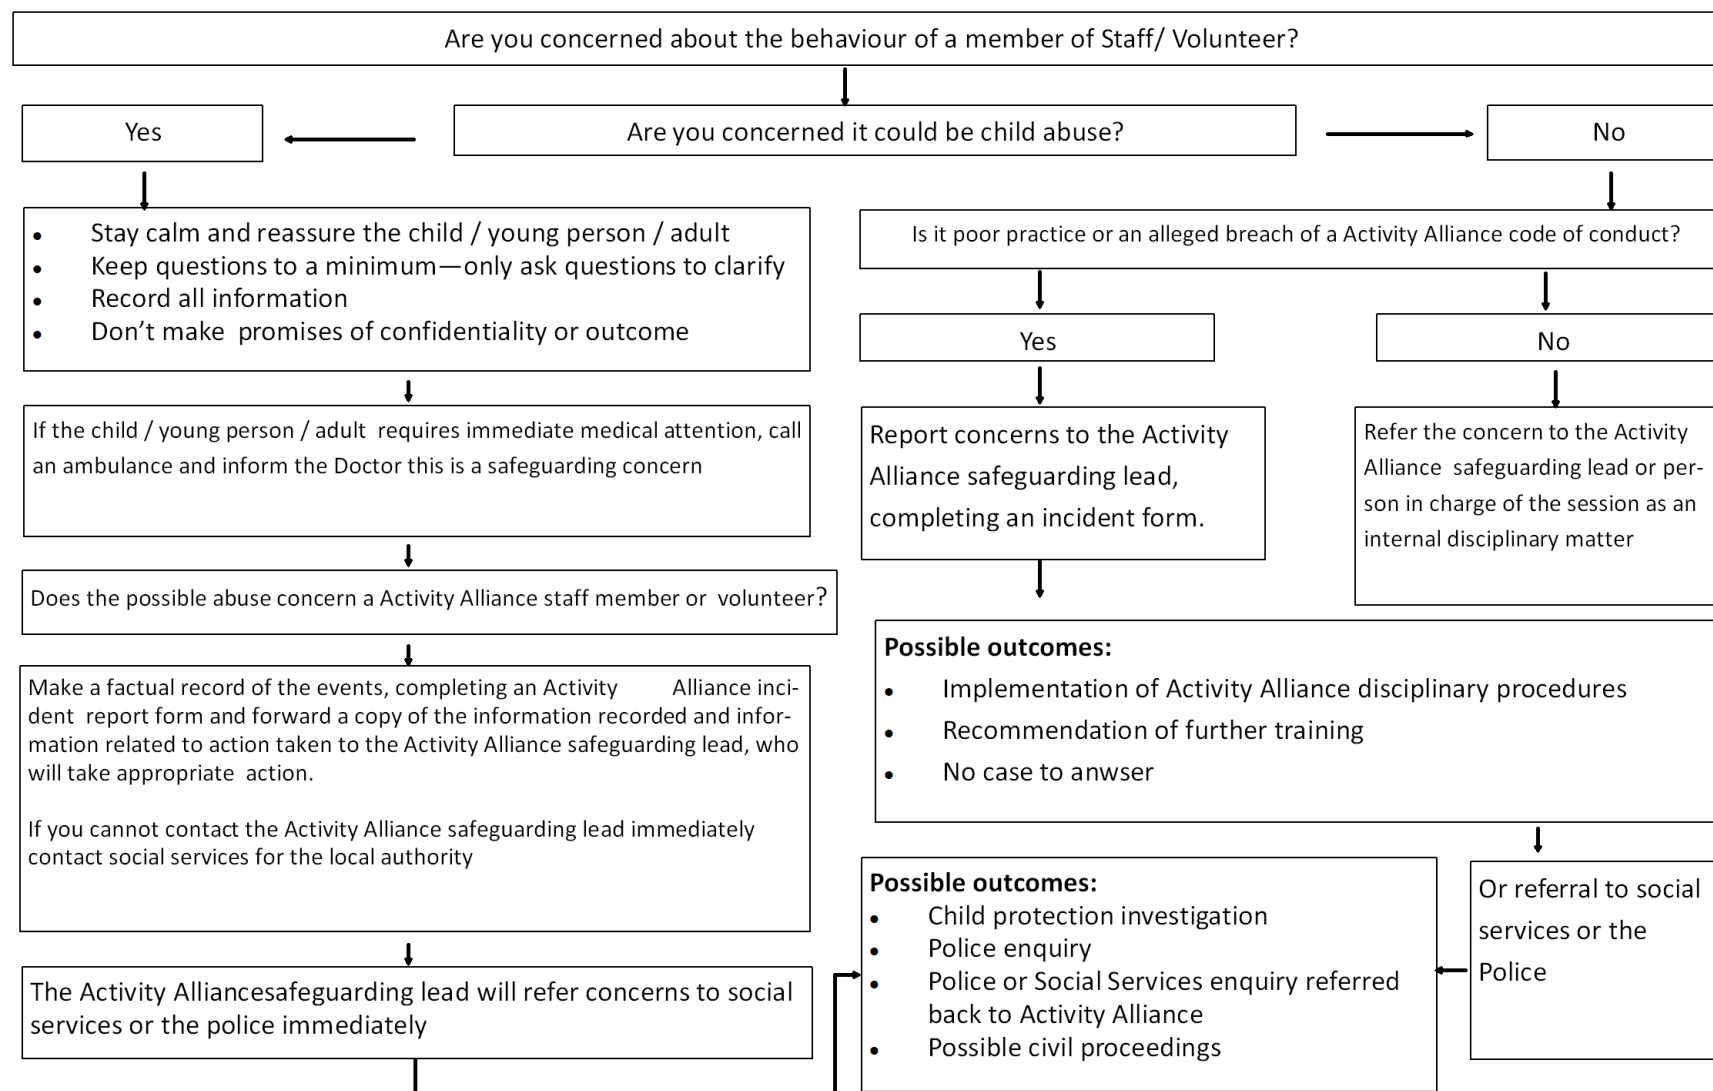 Are you concerned about the behaviour of a member of Staff/ Volunteer?
Yes
Are you concerned it could be child abuse?
No
• Stay calm and reassure the child / young person / adult
• Keep questions to a minimum—only ask questions to clarify
• Record all information
• Don’t make promises of confidentiality or outcome
Is it poor practice or an alleged breach of a Activity Alliance code of conduct?
Yes
No
If the child / young person / adult requires immediate medical attention, call
an ambulance and inform the Doctor this is a safeguarding concern
Report concerns to the Activity
Alliance safeguarding lead,
completing an incident form.
Refer the concern to the Activity
Alliance safeguarding lead or per-
son in charge of the session as an
internal disciplinary matter
Does the possible abuse concern a Activity Alliance staff member or volunteer?
Make a factual record of the events, completing an Activity Alliance inci-
dent report form and forward a copy of the information recorded and infor-
mation related to action taken to the Activity Alliance safeguarding lead, who
will take appropriate action.
If you cannot contact the Activity Alliance safeguarding lead immediately
contact social services for the local authority
Possible outcomes:
• Implementation of Activity Alliance disciplinary procedures
• Recommendation of further training
• No case to anwser
The Activity Alliancesafeguarding lead will refer concerns to social
services or the police immediately
Possible outcomes:
• Child protection investigation
• Police enquiry
• Police or Social Services enquiry referred
back to Activity Alliance
• Possible civil proceedings
Or referral to social
services or the
Police